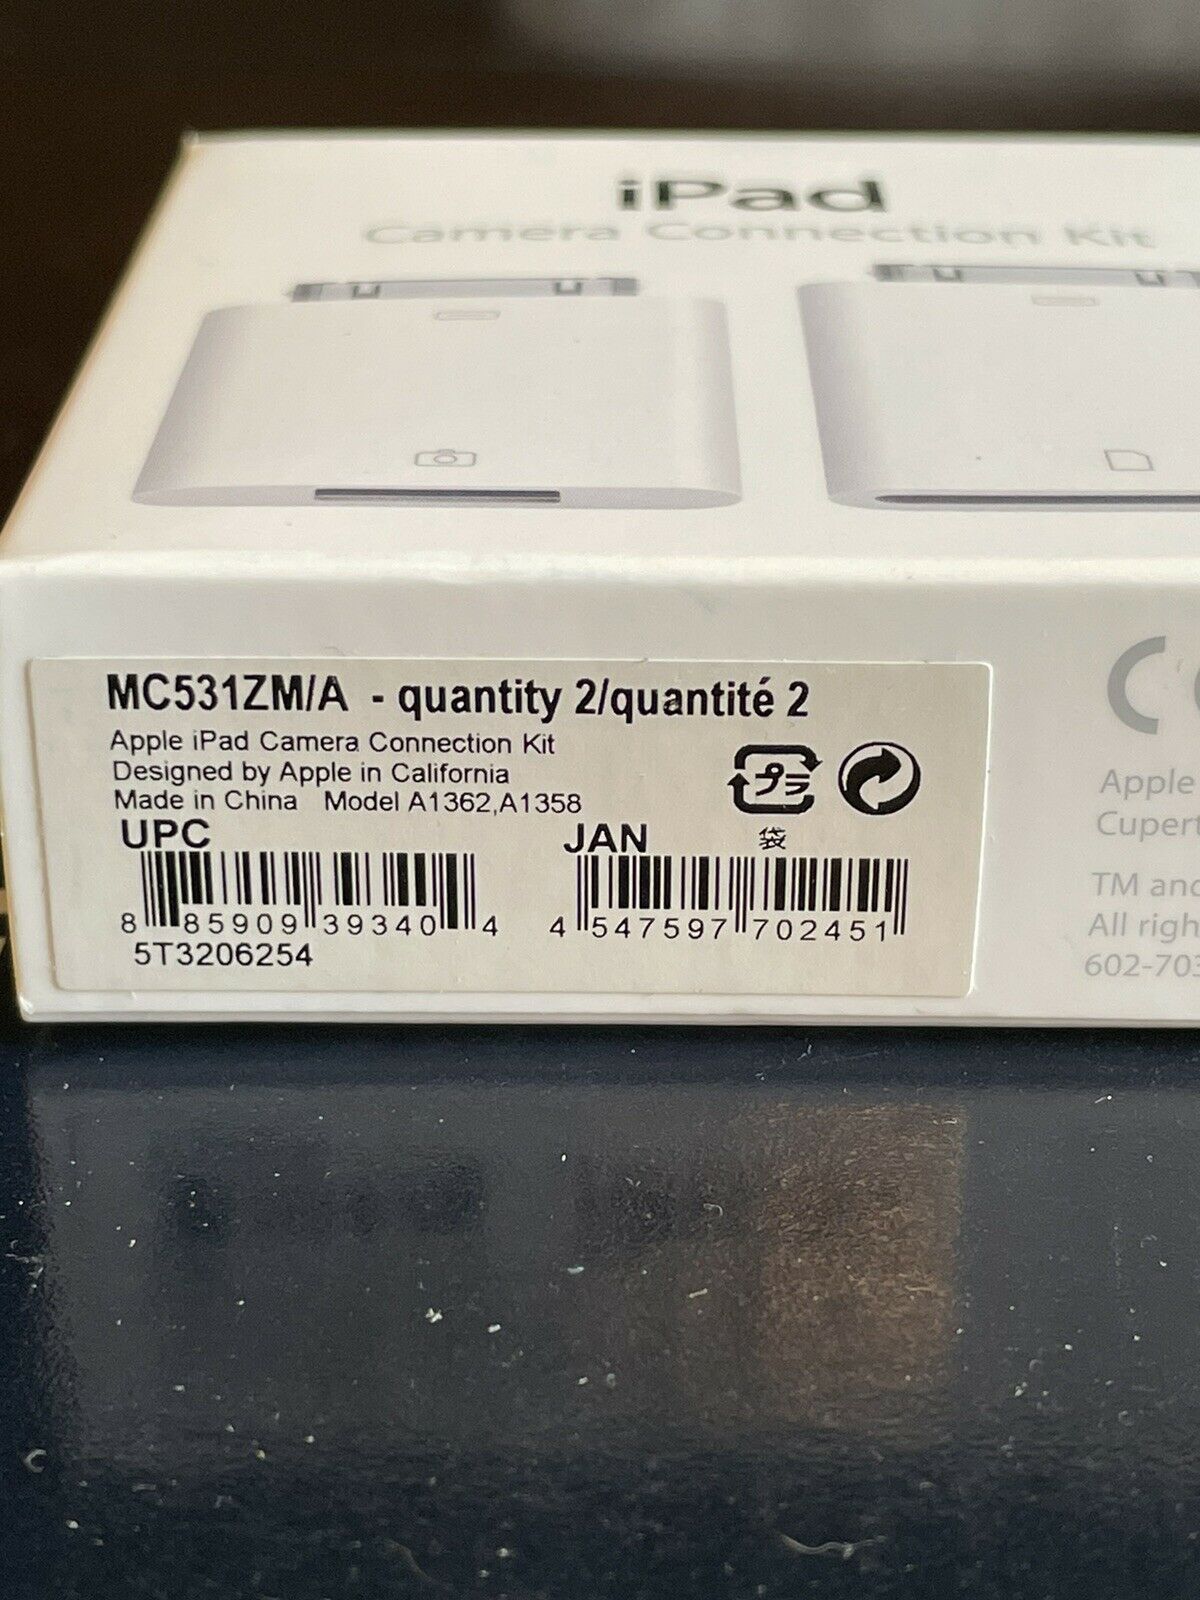 iPad
Camera Connection Kit
MC531ZM/A - quantity 2/quantité 2
Apple iPad Camera Connection Kit
Designed by Apple in California
Made in China Model A1362,A1358
プラ
袋
UPC
JAN
8 85909 39340 4
4 547597 702451
5T3206254
Apple
Cupert
TM and
All righ
602-703